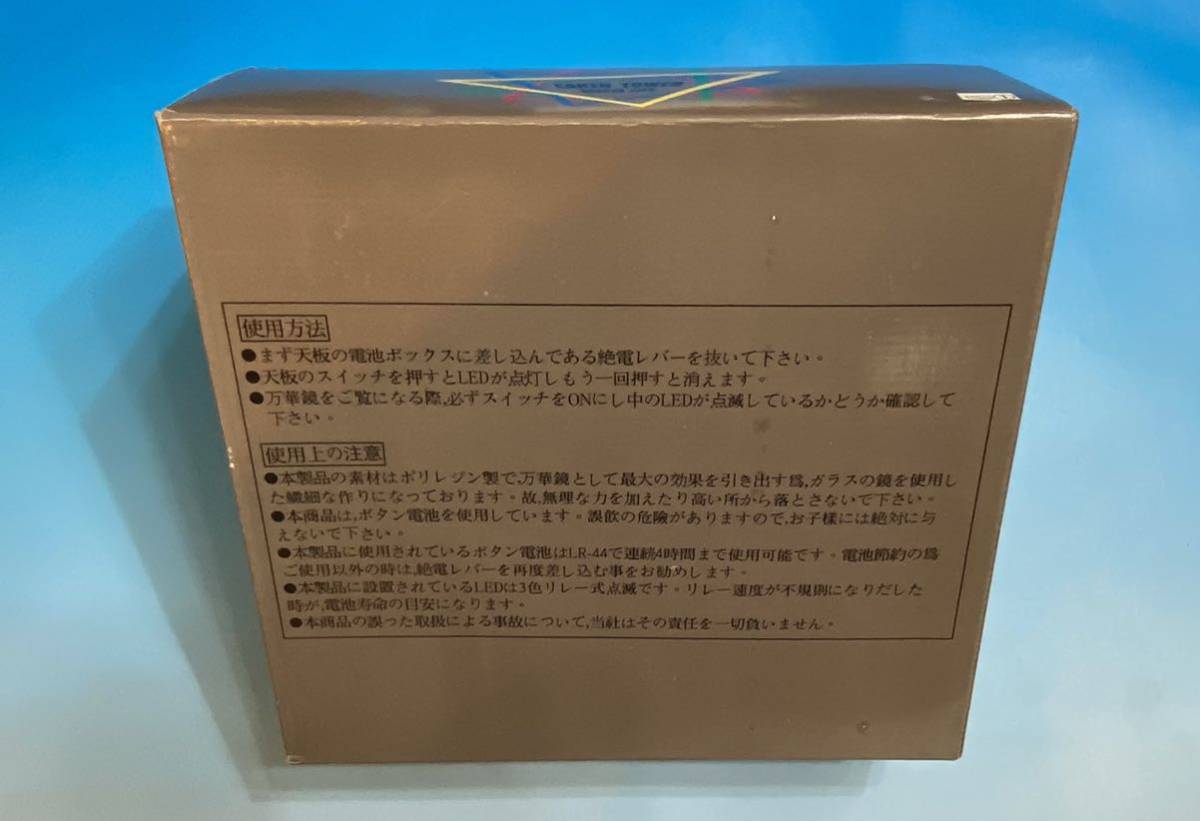 使用方法
●まず天板の電池ボックスに差し込んである絶電レバーを抜いて下さい。
●天板のスイッチを押すとLEDが点灯しもう一回押すと消えます。
●万華鏡をご覧になる際,必ずスイッチをONにし中のLEDが点滅しているかどうか確認して
下さい。
使用上の注意
●本製品の素材はポリレジン製で,万華鏡として最大の効果を引き出す爲,ガラスの鏡を使用し
た繊細な作りになっております。故,無理な力を加えたり高い所から落とさないで下さい。
●本商品は,ボタン電池を使用しています。誤飲の危険がありますので,お子様には絶対に与
えないで下さい。
●本製品に使用されているボタン電池はLR-44で連続4時間まで使用可能です。電池節約の爲
ご使用以外の時は,絶電レバーを再度差し込む事をお勧めします。
●本製品に設置されているLEDは3色リレー式点滅です。リレー速度が不規則になりだした
時が,電池寿命の目安になります。
●本商品の誤った取扱による事故について,当社はその責任を一切負いません。